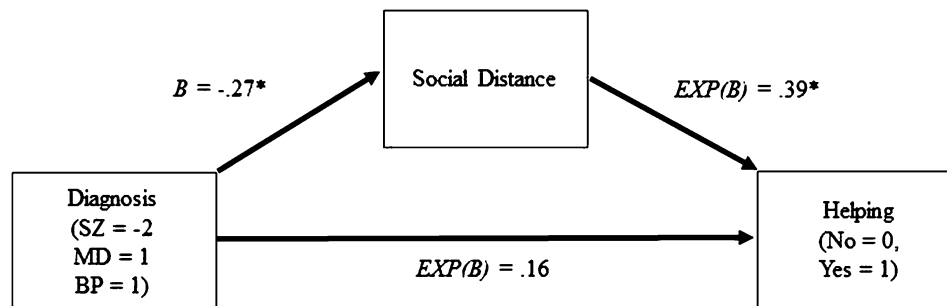 Social Distance
B = -.27*
EXP(B) = .39*
Diagnosis
(SZ = -2
MD = 1
BP = 1)
EXP(B) = .16
Helping
(No = 0,
Yes = 1)